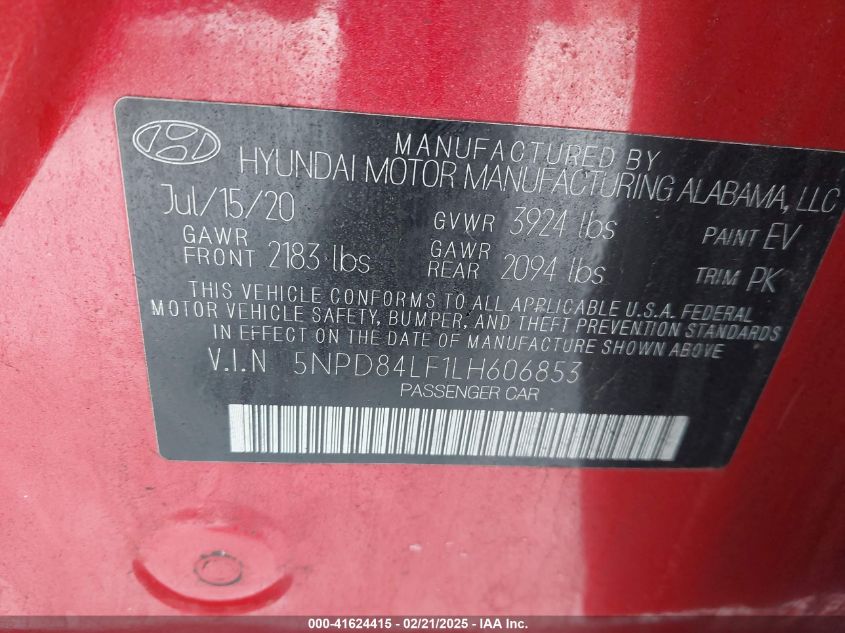 MANUFACTURED BY
HYUNDAI MOTOR MANUFACTURING ALABAMA, LLC
Jul/15/20 GVWR 3924 lbs PAINT EV
GAWR FRONT 2183 lbs GAWR REAR 2094 lbs TRIM PK
THIS VEHICLE CONFORMS TO ALL APPLICABLE U.S.A. FEDERAL
MOTOR VEHICLE SAFETY, BUMPER, AND THEFT PREVENTION STANDARDS
IN EFFECT ON THE DATE OF MANUFACTURE SHOWN ABOVE.
V.I.N 5NPD84LF1LH606853
PASSENGER CAR
000-41624415 - 02/21/2025 - IAA Holdings, LLC.